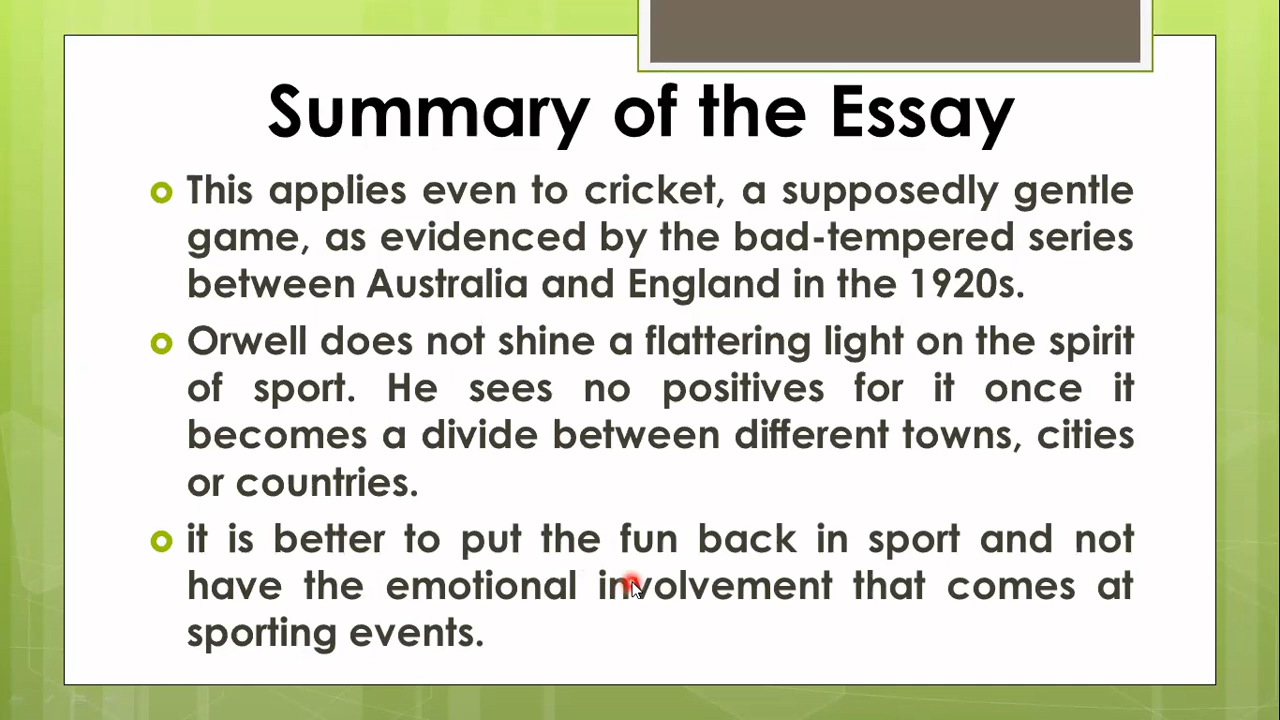 Summary of the Essay
This applies even to cricket, a supposedly gentle
game, as evidenced by the bad-tempered series
between Australia and England in the 1920s.
Orwell does not shine a flattering light on the spirit
of sport. He sees no positives for it once it
becomes a divide between different towns, cities
or countries.
it is better to put the fun back in sport and not
have the emotional involvement that comes at
sporting events.